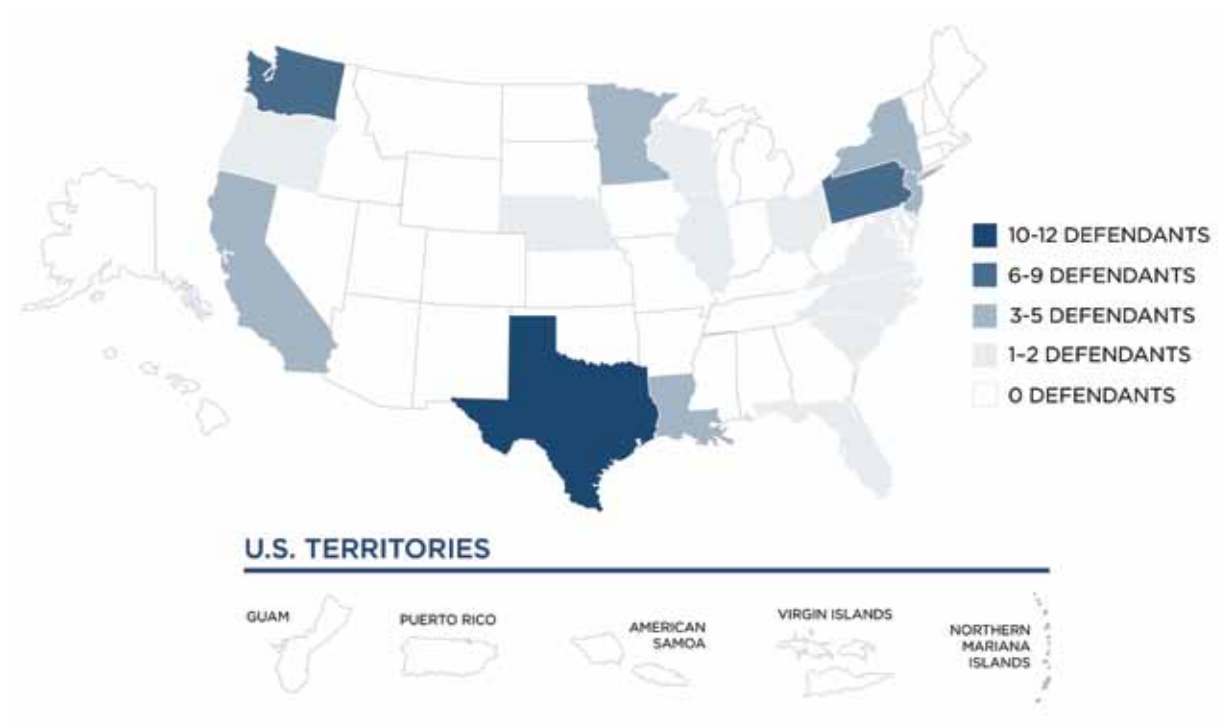 10-12 DEFENDANTS
6-9 DEFENDANTS
3-5 DEFENDANTS
1-2 DEFENDANTS
0 DEFENDANTS
U.S. TERRITORIES
GUAM
PUERTO RICO
AMERICAN
SAMOA
VIRGIN ISLANDS
NORTHERN
MARIANA
ISLANDS